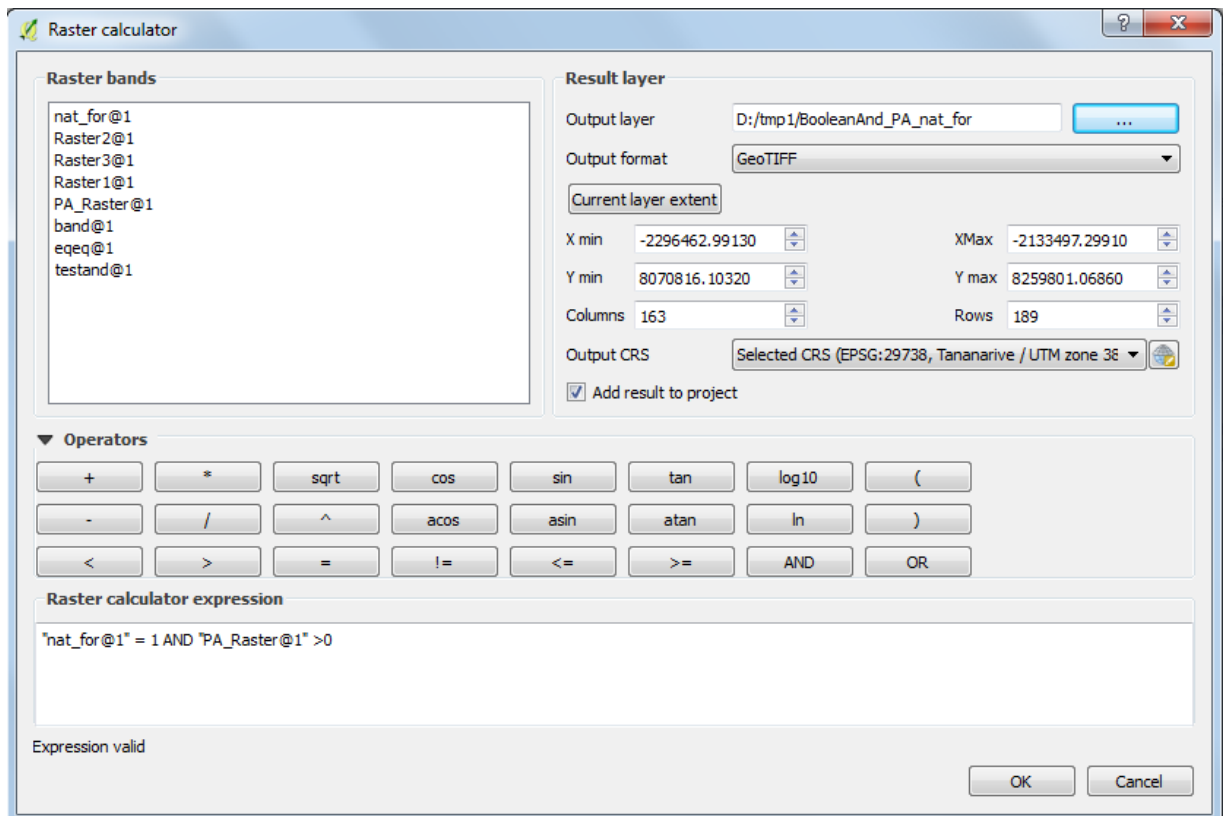 Raster calculator
?
X
Raster bands
nat_for@1
Raster2@1
Raster3@1
Raster1@1
PA_Raster@1
band@1
eqeq@1
testand@1
Result layer
Output layer D:/tmp1/BooleanAnd_PA_nat_for ...
Output format GeoTIFF
Current layer extent
X min -2296462.99130 XMax -2133497.29910
Y min 8070816.10320 Y max 8259801.06860
Columns 163 Rows 189
Output CRS Selected CRS (EPSG:29738, Tananarive / UTM zone 38
Add result to project
Operators
+ * sqrt cos sin tan log10 (
- / ^ acos asin atan ln )
< > = != <= >= AND OR
Raster calculator expression
"nat_for@1" = 1 AND "PA_Raster@1" >0
Expression valid
OK Cancel